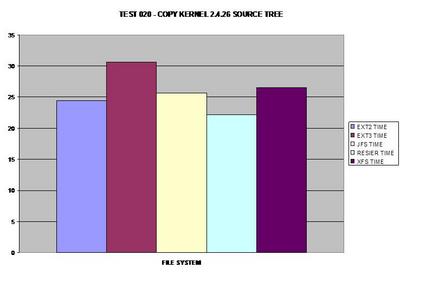 TEST 020 - COPY KERNEL 2.4.26 SOURCE TREE
35
30
25
20
15
10
5
0
EXT2 TIME
EXT3 TIME
JFS TIME
RESIER TIME
XFS TIME
FILE SYSTEM